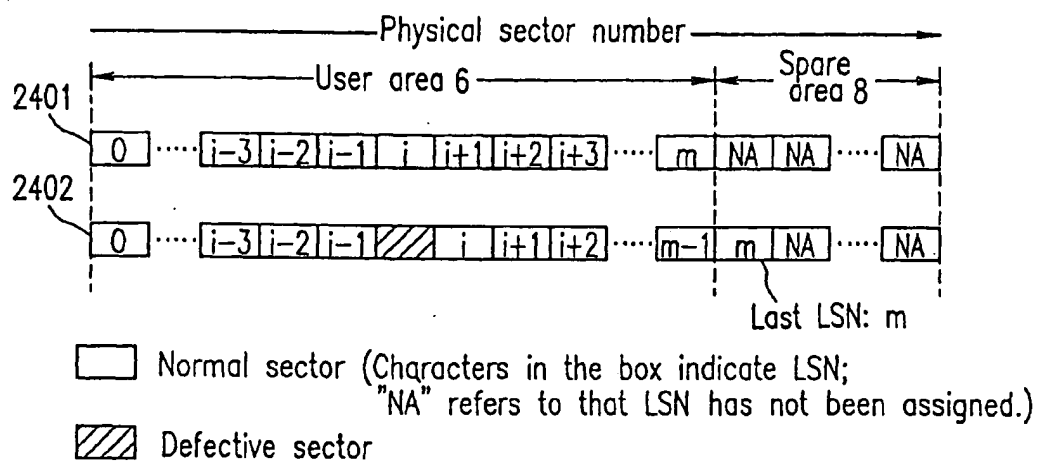 Physical sector number
User area 6
Spare area 8
2401
0 ····· i-3 i-2 i-1 i i+1 i+2 i+3 ····· m NA NA ····· NA
2402
0 ····· i-3 i-2 i-1 i i+1 i+2 ····· m-1 m NA ····· NA
Last LSN: m
Normal sector (Characters in the box indicate LSN;
"NA" refers to that LSN has not been assigned.)
Defective sector